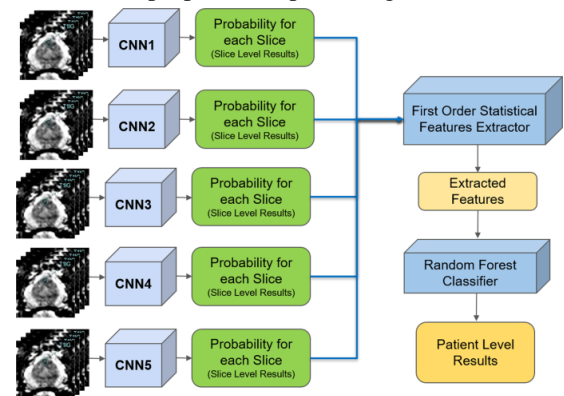 CNN1
Probability for
each Slice
(Slice Level Results)
CNN2
Probability for
each Slice
(Slice Level Results)
CNN3
Probability for
each Slice
(Slice Level Results)
CNN4
Probability for
each Slice
(Slice Level Results)
CNN5
Probability for
each Slice
(Slice Level Results)
First Order Statistical
Features Extractor
Extracted
Features
Random Forest
Classifier
Patient Level
Results